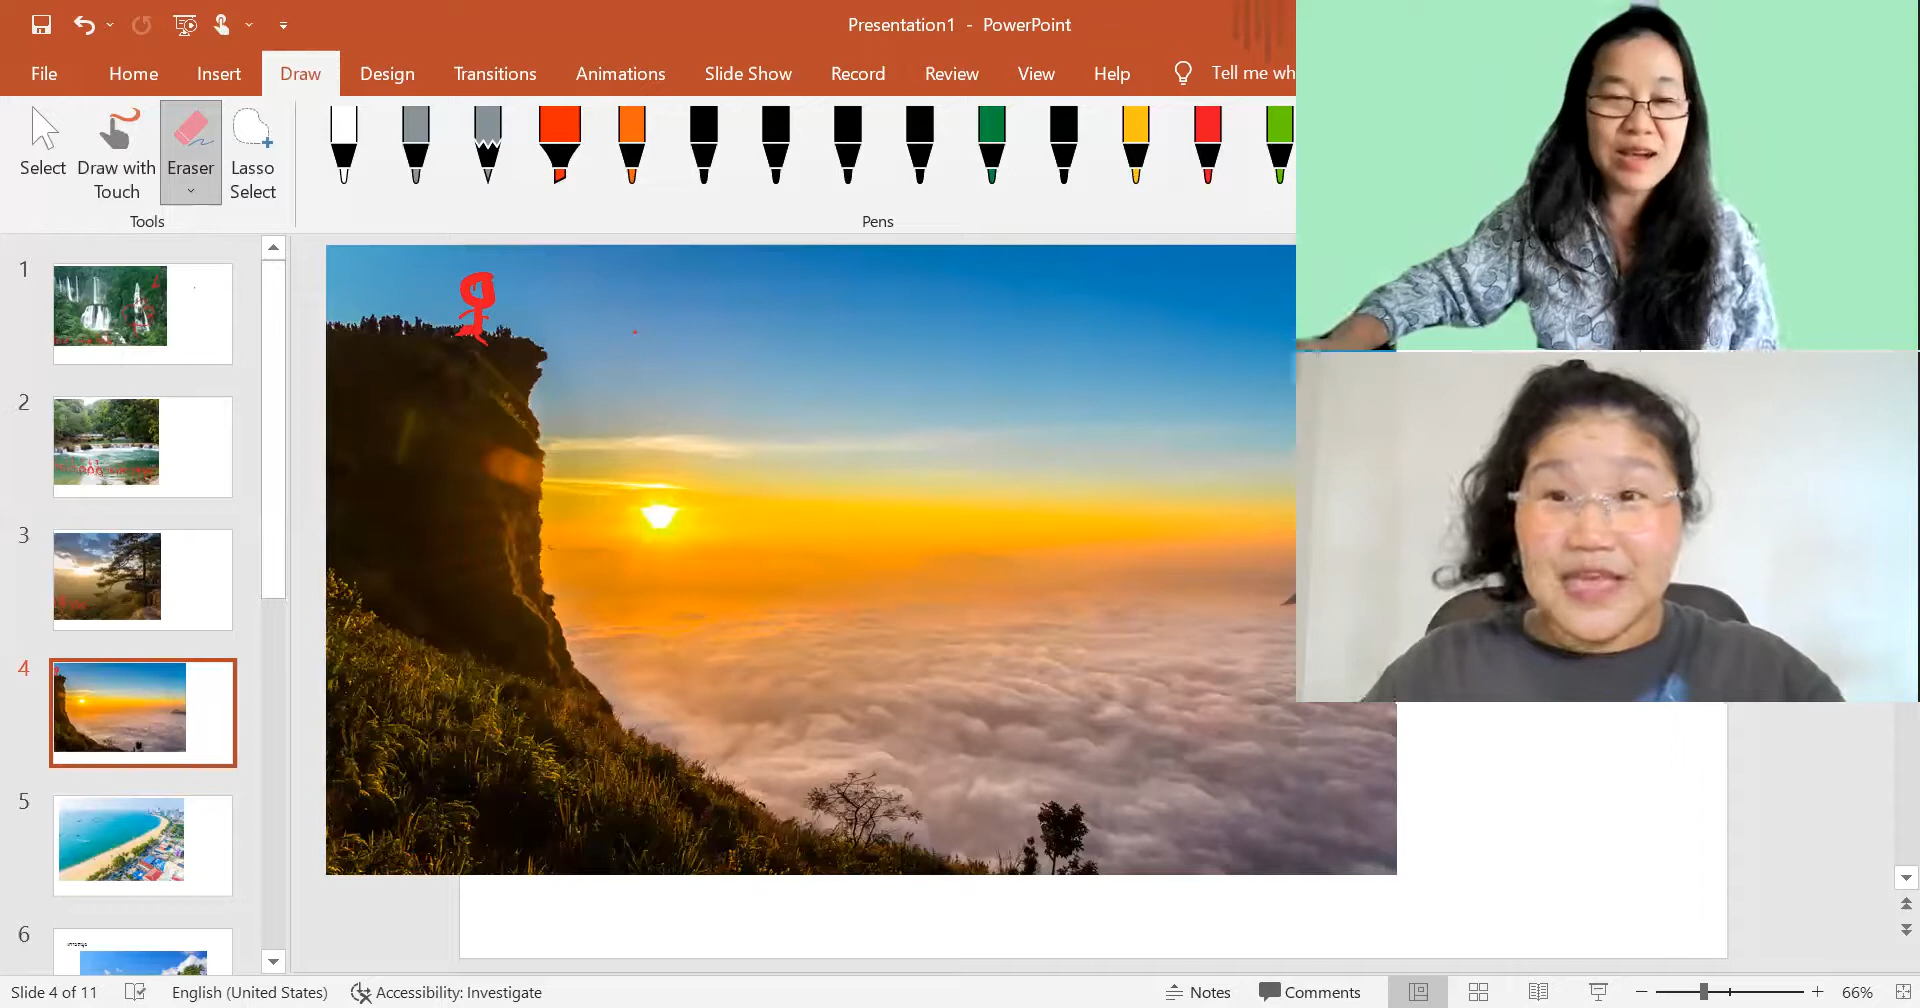 Presentation1 - PowerPoint
File Home Insert Draw Design Transitions Animations Slide Show Record Review View Help Tell me wh
Select Draw with Touch Eraser Lasso Select
Tools
Pens
1
2
3
4
5
6
Slide 4 of 11 English (United States) Accessibility: Investigate Notes Comments 66%